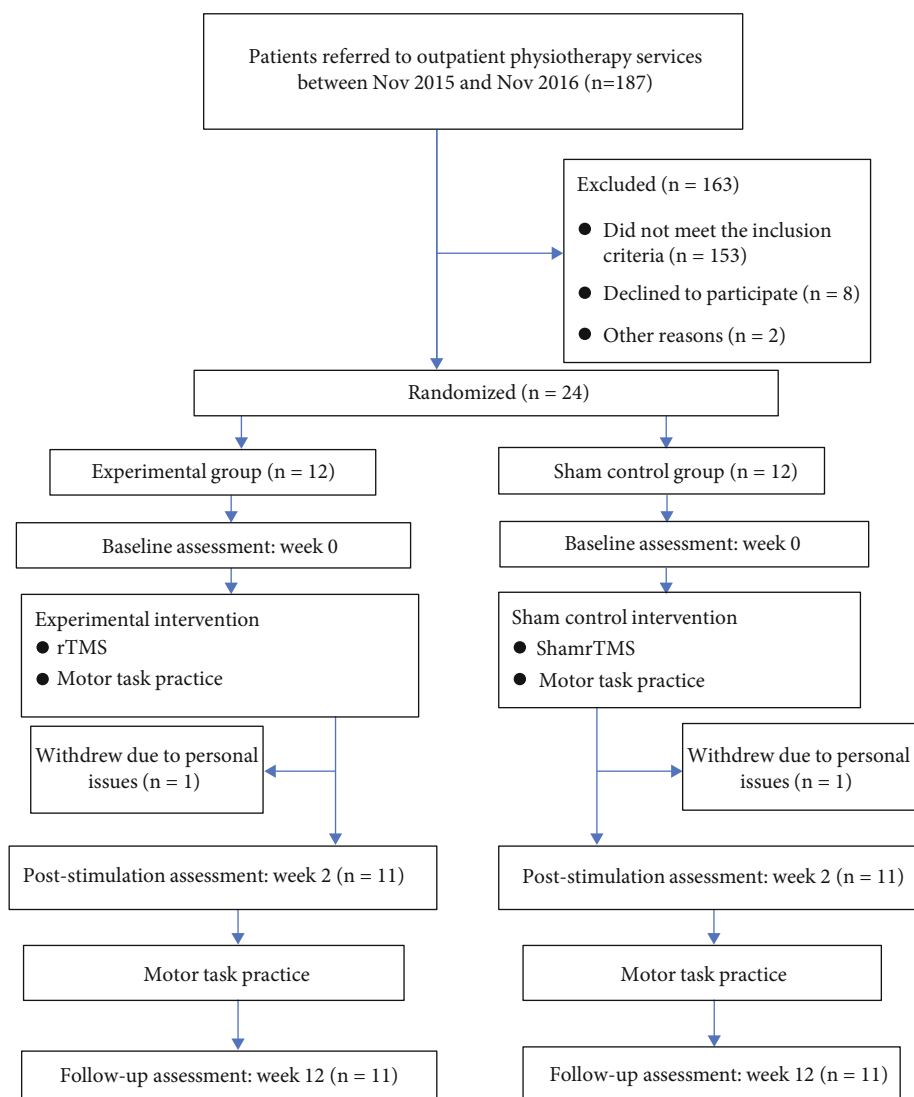 Patients referred to outpatient physiotherapy services
between Nov 2015 and Nov 2016 (n=187)
Excluded (n = 163)
● Did not meet the inclusion
criteria (n = 153)
● Declined to participate (n = 8)
● Other reasons (n = 2)
Randomized (n = 24)
Experimental group (n = 12)
Sham control group (n = 12)
Baseline assessment: week 0
Baseline assessment: week 0
Experimental intervention
● rTMS
● Motor task practice
Sham control intervention
● ShamrTMS
● Motor task practice
Withdrew due to personal
issues (n = 1)
Withdrew due to personal
issues (n = 1)
Post-stimulation assessment: week 2 (n = 11)
Post-stimulation assessment: week 2 (n = 11)
Motor task practice
Motor task practice
Follow-up assessment: week 12 (n = 11)
Follow-up assessment: week 12 (n = 11)